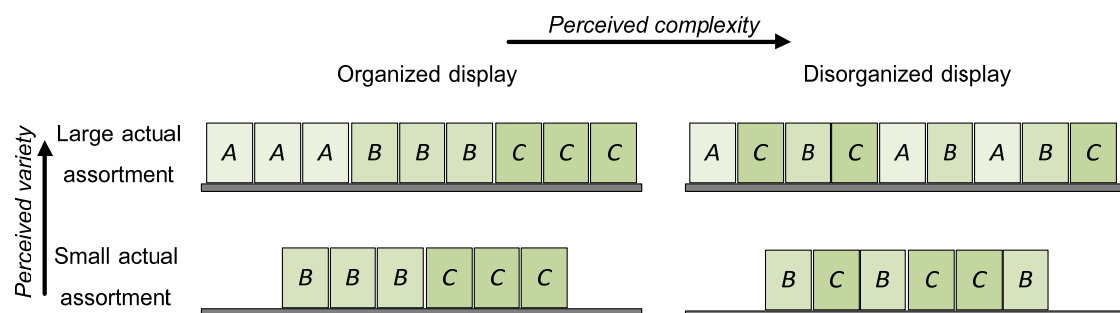 Perceived complexity
Organized display
Disorganized display
Perceived variety
Large actual
assortment
A A A B B B C C C
A C B C A B A B C
Small actual
assortment
B B B C C C
B C B C C B